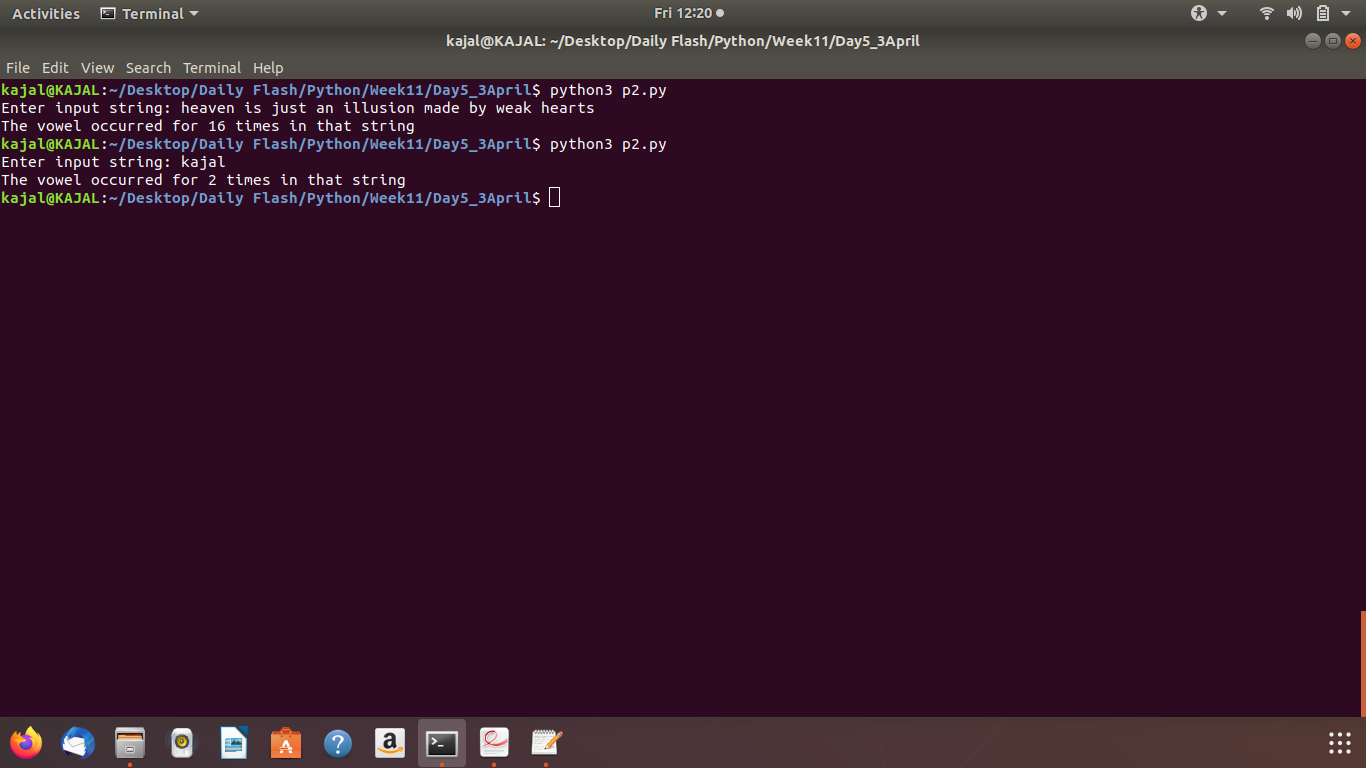 Activities Terminal Fri 12:20
kajal@KAJAL: ~/Desktop/Daily Flash/Python/Week11/Day5_3April
File Edit View Search Terminal Help
kajal@KAJAL:~/Desktop/Daily Flash/Python/Week11/Day5_3April$ python3 p2.py
Enter input string: heaven is just an illusion made by weak hearts
The vowel occurred for 16 times in that string
kajal@KAJAL:~/Desktop/Daily Flash/Python/Week11/Day5_3April$ python3 p2.py
Enter input string: kajal
The vowel occurred for 2 times in that string
kajal@KAJAL:~/Desktop/Daily Flash/Python/Week11/Day5_3April$